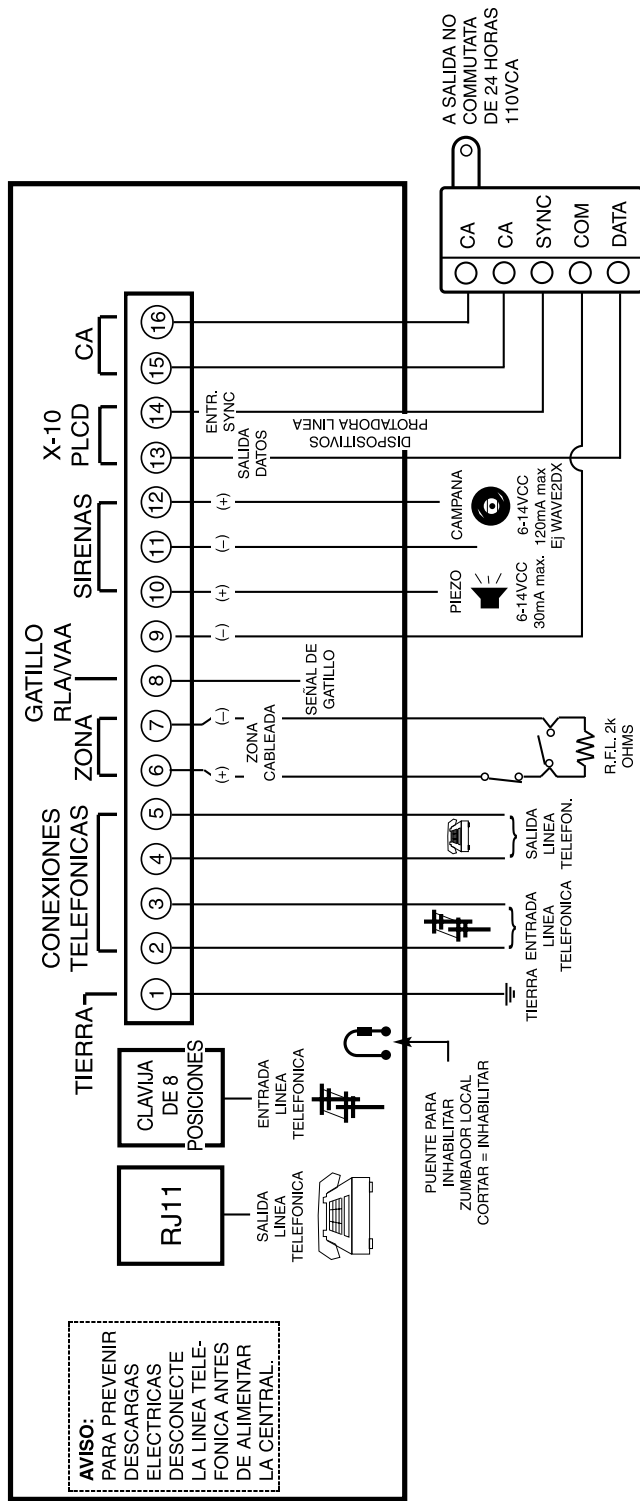 AVISO:
PARA PREVENIR
DESCARGAS
ELECTRICAS
DESCONECTE
LA LINEA TELE-
FONICA ANTES
DE ALIMENTAR
LA CENTRAL.
RJ11
SALIDA
LINEA
TELEFONICA
CLAVIJA
DE 8
POSICIONES
ENTRADA
LINEA
TELEFONICA
PUENTE PARA
INHABILITAR
ZUMBADOR LOCAL
CORTAR = INHABILITAR
TIERRA
CONEXIONES
TELEFONICAS
ZONA
GATILLO
RLA/VAA
SIRENAS
X-10
PLCD
CA
1
2
3
4
5
6
7
8
9
10
11
12
13
14
15
16
(+)
(–)
(–)
(+)
(–)
(+)
ZONA
CABLEADA
SEÑAL DE
GATILLO
SALIDA
DATOS
ENTR.
SYNC
DISPOSITIVOS
PROTADORA LINEA
TIERRA
ENTRADA
LINEA
TELEFONICA
SALIDA
LINEA
TELEFON.
R.F.L. 2k
OHMS
PIEZO
6-14VCC
30mA max.
CAMPANA
6-14VCC
120mA max
Ej WAVE2DX
CA
CA
SYNC
COM
DATA
A SALIDA NO
COMMUTATA
DE 24 HORAS
110VCA